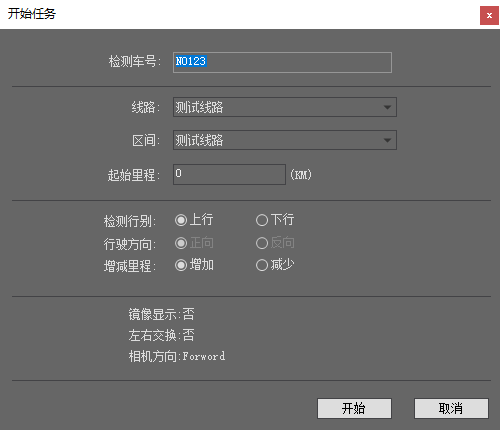 开始任务
x
检测车号: NO123
线路: 测试线路
区间: 测试线路
起始里程: 0 (KM)
检测行别: 上行 下行
行驶方向: 正向 反向
增减里程: 增加 减少
镜像显示:否
左右交换:否
相机方向:Forword
开始 取消